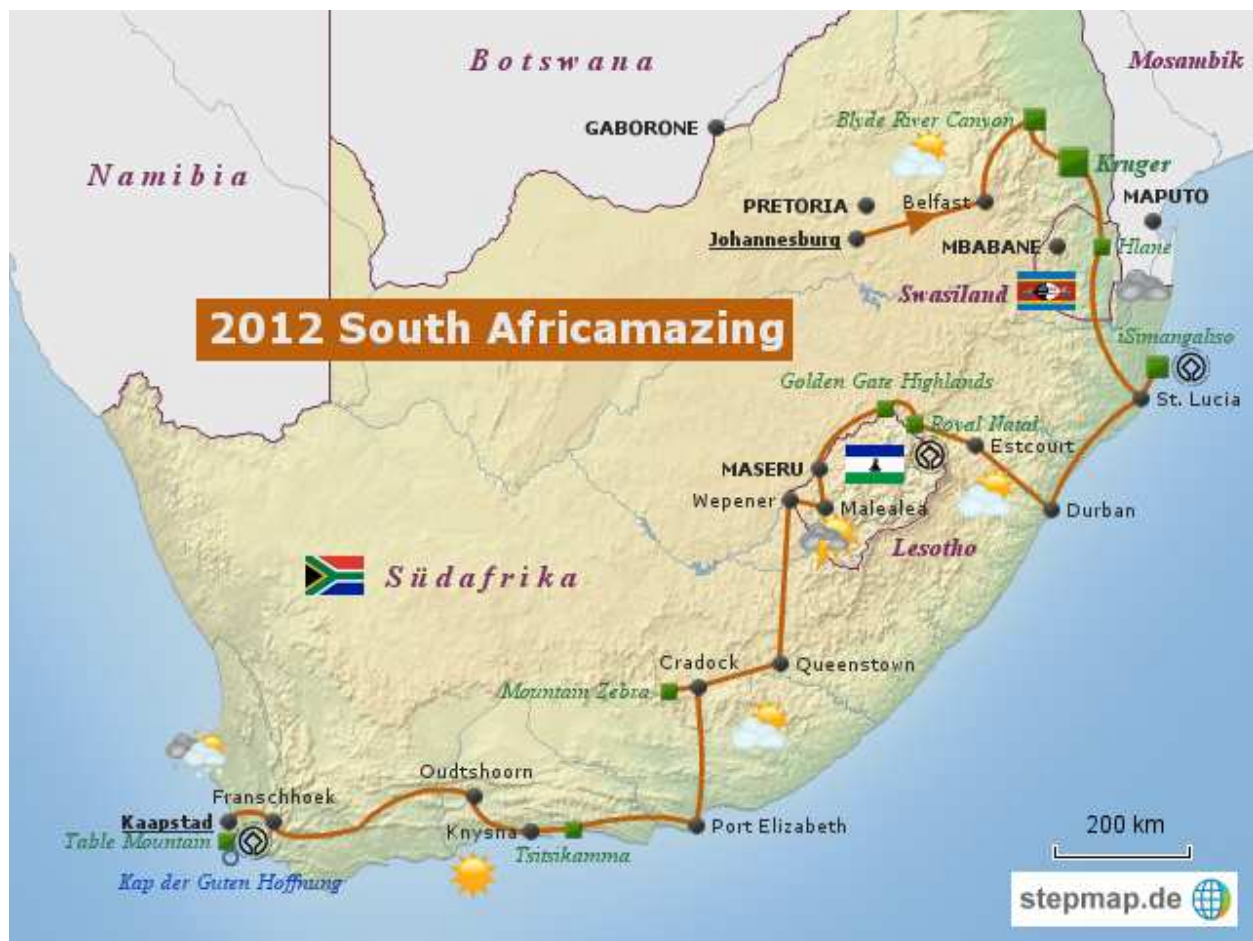 Botswana
Mosambik
Blyde River Canyon
GABORONE
Namibia
Kruger
PRETORIA
Belfast
MAPUTO
Johannesburg
MBABANE
Hlane
Swasiland
2012 South Africamazing
iSimangaliso
Golden Gate Highlands
St. Lucia
Royal Natal
Estcourt
MASERU
Wepener
Malealea
Durban
Lesotho
Südafrika
Cradock
Queenstown
Mountain Zebra
Oudtshoorn
Franschhoek
Kaapstad
Knysna
Port Elizabeth
200 km
Table Mountain
Tsitsikamma
Kap der Guten Hoffnung
stepmap.de